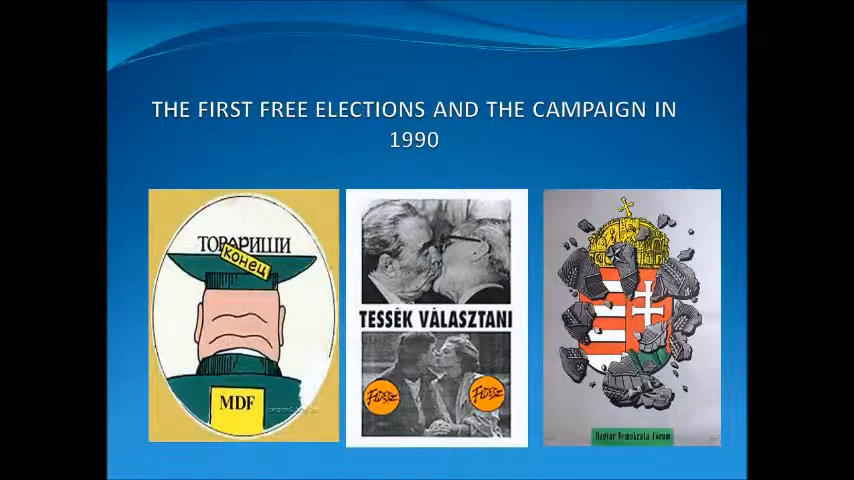 THE FIRST FREE ELECTIONS AND THE CAMPAIGN IN
1990
ТОВАРИЩИ
конец
MDF
TESSÉK VÁLASZTANI
FIDESZ
FIDESZ
Magyar Demokrata Fórum